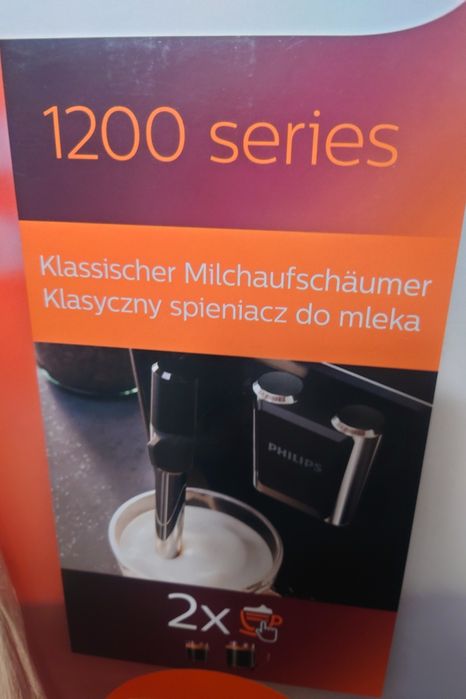 1200 series
Klassischer Milchaufschäumer
Klasyczny spieniacz do mleka
PHILIPS
2x